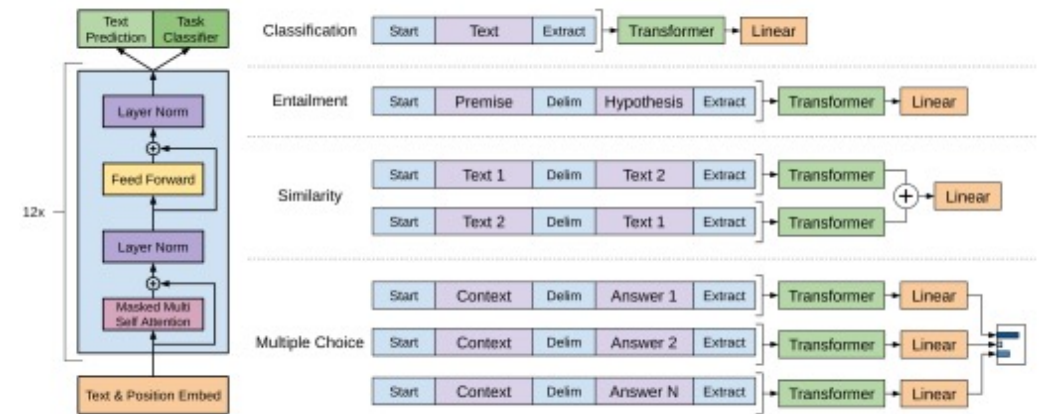 Text Prediction
Task Classifier
12x
Layer Norm
Feed Forward
Layer Norm
Masked Multi
Self Attention
Text & Position Embed
Classification
Start Text Extract Transformer Linear
Entailment
Start Premise Delim Hypothesis Extract Transformer Linear
Similarity
Start Text 1 Delim Text 2 Extract Transformer
Linear
Start Text 2 Delim Text 1 Extract Transformer
Multiple Choice
Start Context Delim Answer 1 Extract Transformer Linear
Start Context Delim Answer 2 Extract Transformer Linear
Start Context Delim Answer N Extract Transformer Linear